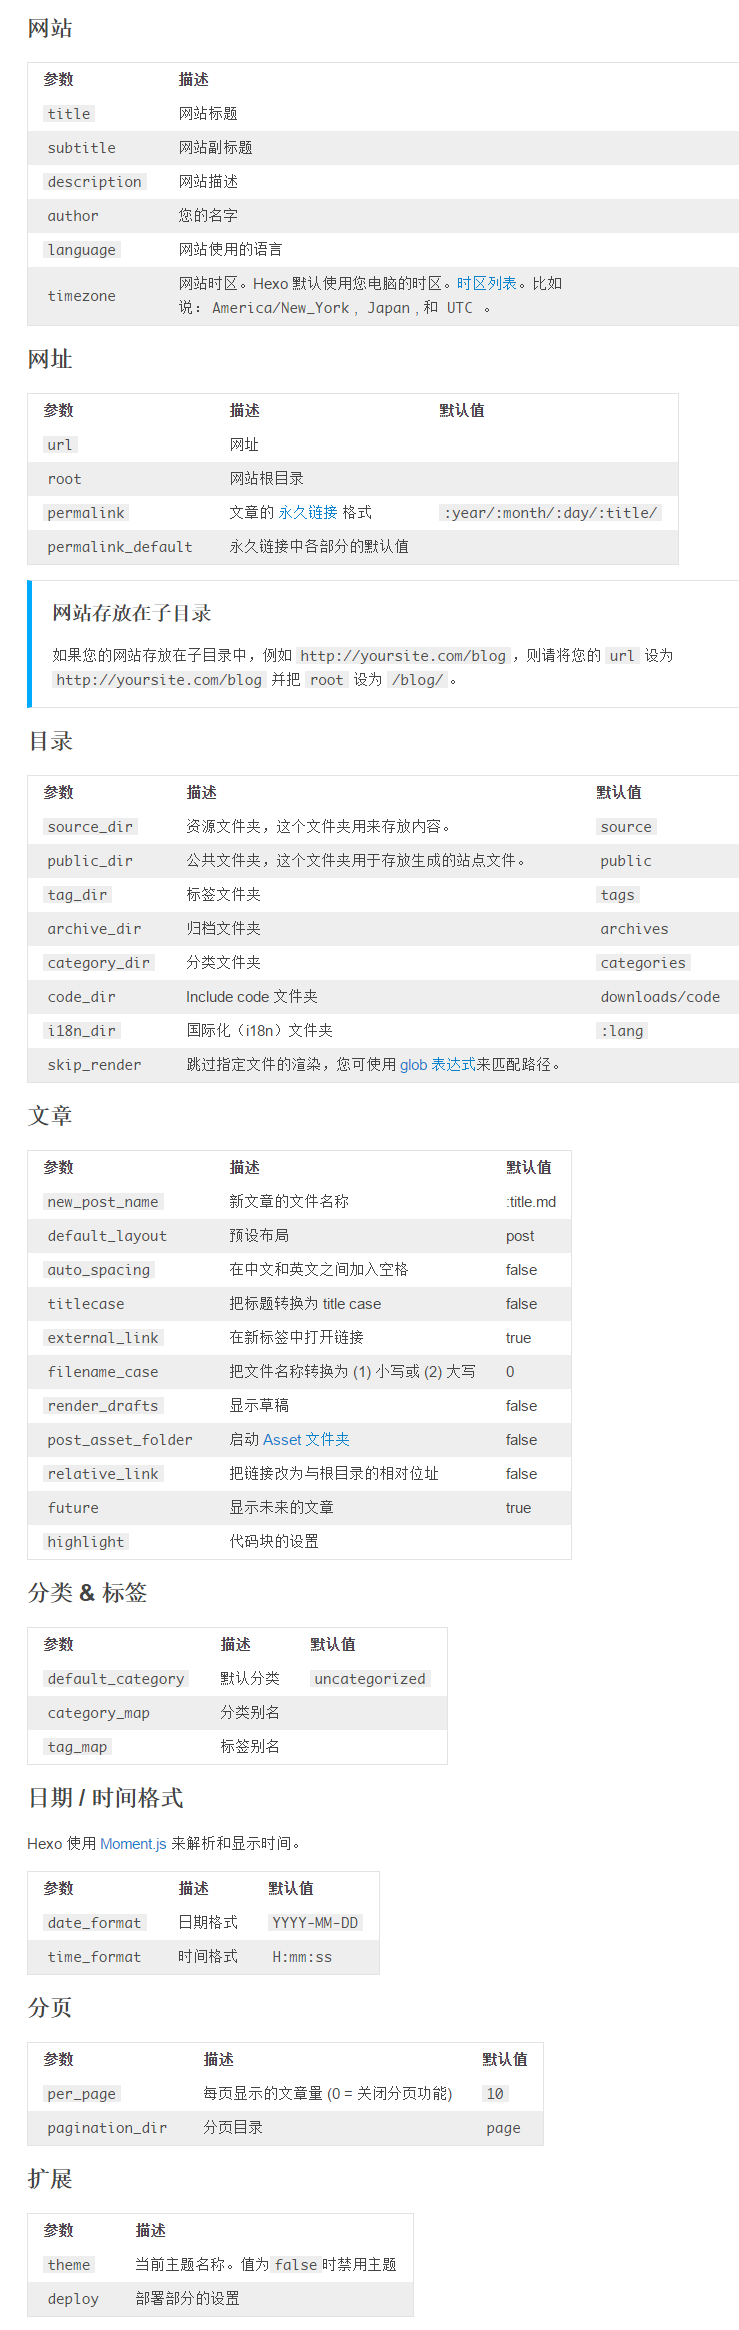 网站
参数 描述
title 网站标题
subtitle 网站副标题
description 网站描述
author 您的名字
language 网站使用的语言
timezone 网站时区。Hexo 默认使用您电脑的时区。时区列表。比如
说： America/New_York , Japan , 和 UTC 。
网址
参数 描述 默认值
url 网址
root 网站根目录
permalink 文章的 永久链接 格式 :year/:month/:day/:title/
permalink_default 永久链接中各部分的默认值
网站存放在子目录
如果您的网站存放在子目录中，例如 http://yoursite.com/blog，则请将您的 url 设为
http://yoursite.com/blog 并把 root 设为 /blog/。
目录
参数 描述 默认值
source_dir 资源文件夹，这个文件夹用来存放内容。 source
public_dir 公共文件夹，这个文件夹用于存放生成的站点文件。 public
tag_dir 标签文件夹 tags
archive_dir 归档文件夹 archives
category_dir 分类文件夹 categories
code_dir Include code 文件夹 downloads/code
i18n_dir 国际化（i18n）文件夹 :lang
skip_render 跳过指定文件的渲染，您可使用 glob 表达式来匹配路径。
文章
参数 描述 默认值
new_post_name 新文章的文件名称 :title.md
default_layout 预设布局 post
auto_spacing 在中文和英文之间加入空格 false
titlecase 把标题转换为 title case false
external_link 在新标签中打开链接 true
filename_case 把文件名称转换为 (1) 小写或 (2) 大写 0
render_drafts 显示草稿 false
post_asset_folder 启动 Asset 文件夹 false
relative_link 把链接改为与根目录的相对位址 false
future 显示未来的文章 true
highlight 代码块的设置
分类 & 标签
参数 描述 默认值
default_category 默认分类 uncategorized
category_map 分类别名
tag_map 标签别名
日期 / 时间格式
Hexo 使用 Moment.js 来解析和显示时间。
参数 描述 默认值
date_format 日期格式 YYYY-MM-DD
time_format 时间格式 H:mm:ss
分页
参数 描述 默认值
per_page 每页显示的文章量 (0 = 关闭分页功能) 10
pagination_dir 分页目录 page
扩展
参数 描述
theme 当前主题名称。值为false时禁用主题
deploy 部署部分的设置